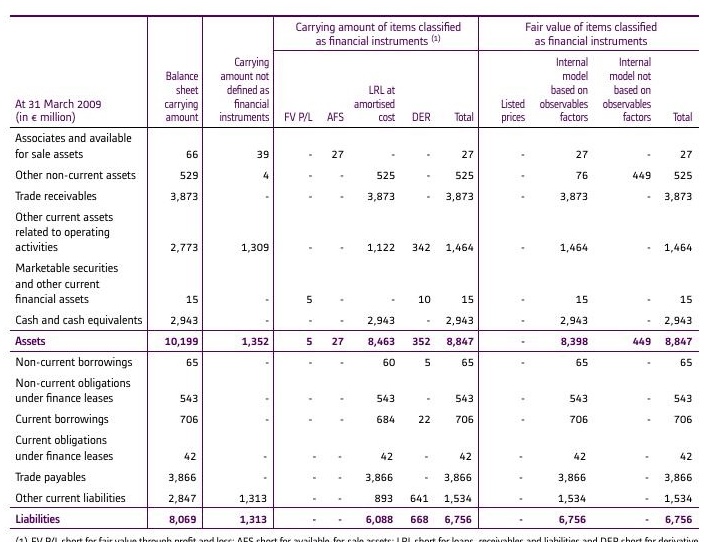 Carrying amount of items classified as financial instruments (1) Fair value of items classified as financial instruments
At 31 March 2009 (in € million) Balance sheet carrying amount Carrying amount not defined as financial instruments FV P/L AFS LRL at amortised cost DER Total Listed prices Internal model based on observables factors Internal model not based on observables factors Total
Associates and available
for sale assets 66 39 - 27 - - 27 - 27 - 27
Other non-current assets 529 4 - - 525 - 525 - 76 449 525
Trade receivables 3,873 - - - 3,873 - 3,873 - 3,873 - 3,873
Other current assets
related to operating
activities 2,773 1,309 - - 1,122 342 1,464 - 1,464 - 1,464
Marketable securities
and other current
financial assets 15 - 5 - - 10 15 - 15 - 15
Cash and cash equivalents 2,943 - - 2,943 - 2,943 - 2,943 - 2,943
Assets 10,199 1,352 5 27 8,463 352 8,847 - 8,398 449 8,847
Non-current borrowings 65 - - - 60 5 65 - 65 - 65
Non-current obligations
under finance leases 543 - - - 543 - 543 - 543 - 543
Current borrowings 706 - - - 684 22 706 - 706 - 706
Current obligations
under finance leases 42 - - - 42 - 42 - 42 - 42
Trade payables 3,866 - - - 3,866 - 3,866 - 3,866 - 3,866
Other current liabilities 2,847 1,313 - - 893 641 1,534 - 1,534 - 1,534
Liabilities 8,069 1,313 - - 6,088 668 6,756 - 6,756 - 6,756
(1) FV P/L short for fair value through profit and loss; AFS short for available-for sale assets; LRL short for loans, receivables and liabilities and DER short for derivative